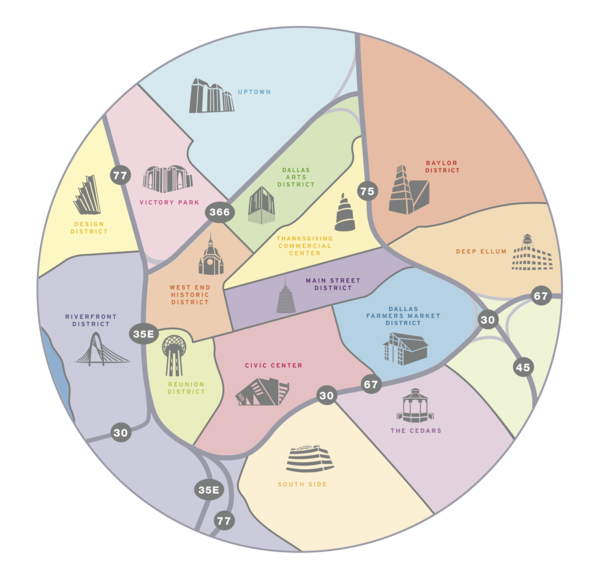 UPTOWN
77
VICTORY PARK
366
DALLAS
ARTS
DISTRICT
75
BAYLOR
DISTRICT
DESIGN
DISTRICT
THANKSGIVING
COMMERCIAL
CENTER
DEEP ELLUM
WEST END
HISTORIC
DISTRICT
MAIN STREET
DISTRICT
67
RIVERFRONT
DISTRICT
35E
DALLAS
FARMERS MARKET
DISTRICT
30
REUNION
DISTRICT
CIVIC CENTER
45
67
30
THE CEDARS
30
SOUTH SIDE
35E
77